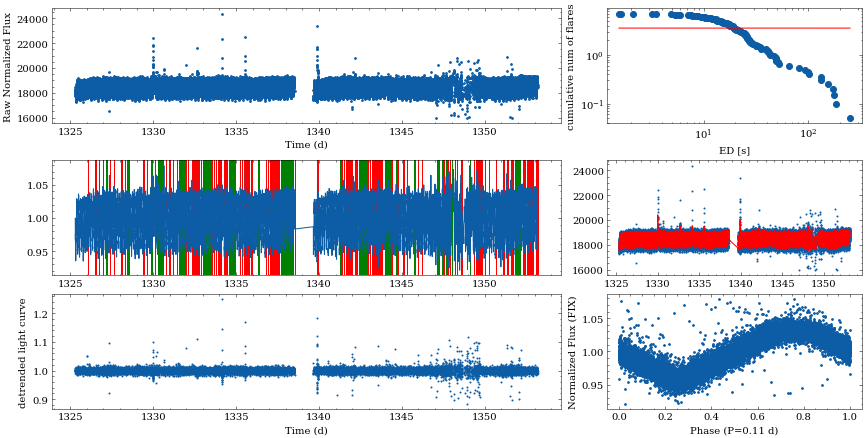 Raw Normalized Flux
24000
22000
20000
18000
16000
1325 1330 1335 1340 1345 1350
Time (d)
cumulative num of flares
10⁰
10⁻¹
10¹ 10²
ED [s]
1.05
1.00
0.95
1325 1330 1335 1340 1345 1350
24000
22000
20000
18000
16000
1325 1330 1335 1340 1345 1350
detrended light curve
1.2
1.1
1.0
0.9
1325 1330 1335 1340 1345 1350
Time (d)
Normalized Flux (FIX)
1.05
1.00
0.95
0.0 0.2 0.4 0.6 0.8 1.0
Phase (P=0.11 d)